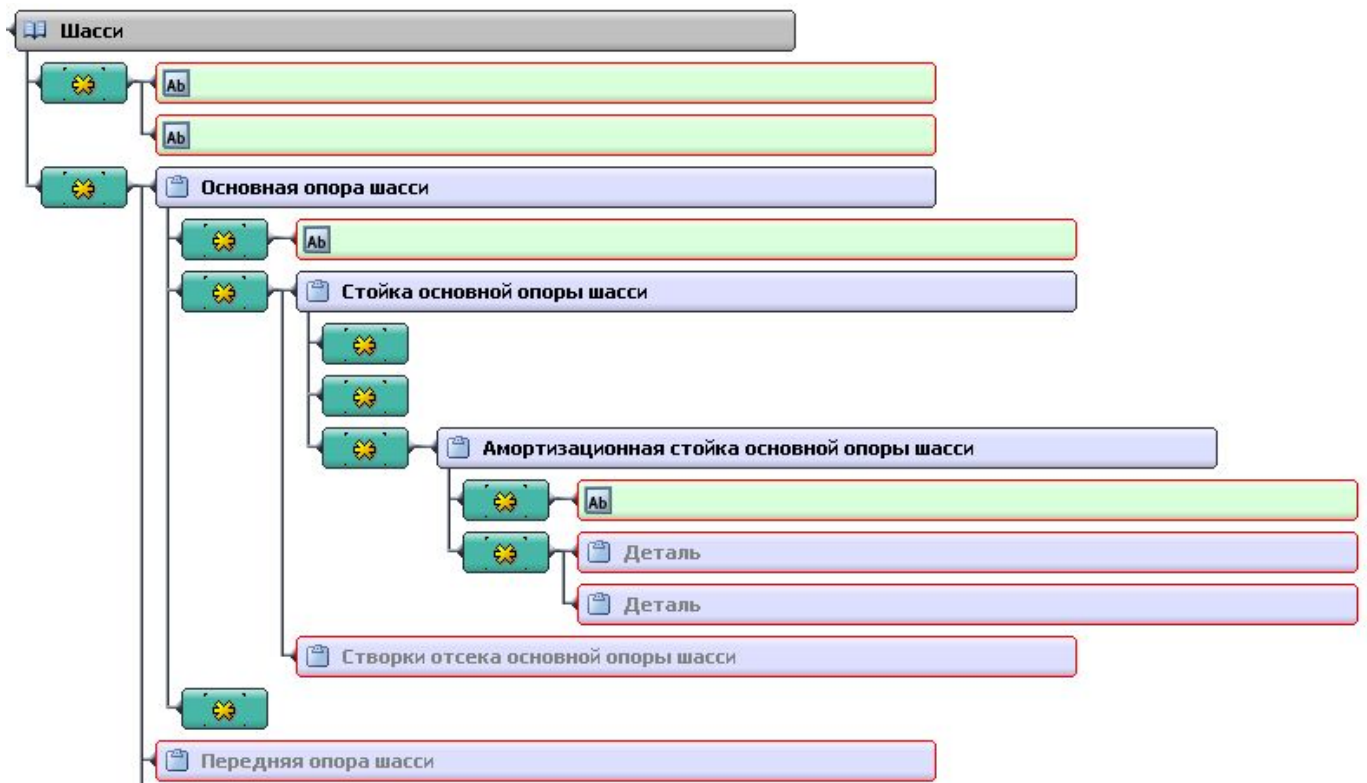 Шасси
Ab
Ab
Основная опора шасси
Ab
Стойка основной опоры шасси
Амортизационная стойка основной опоры шасси
Ab
Деталь
Деталь
Створки отсека основной опоры шасси
Передняя опора шасси